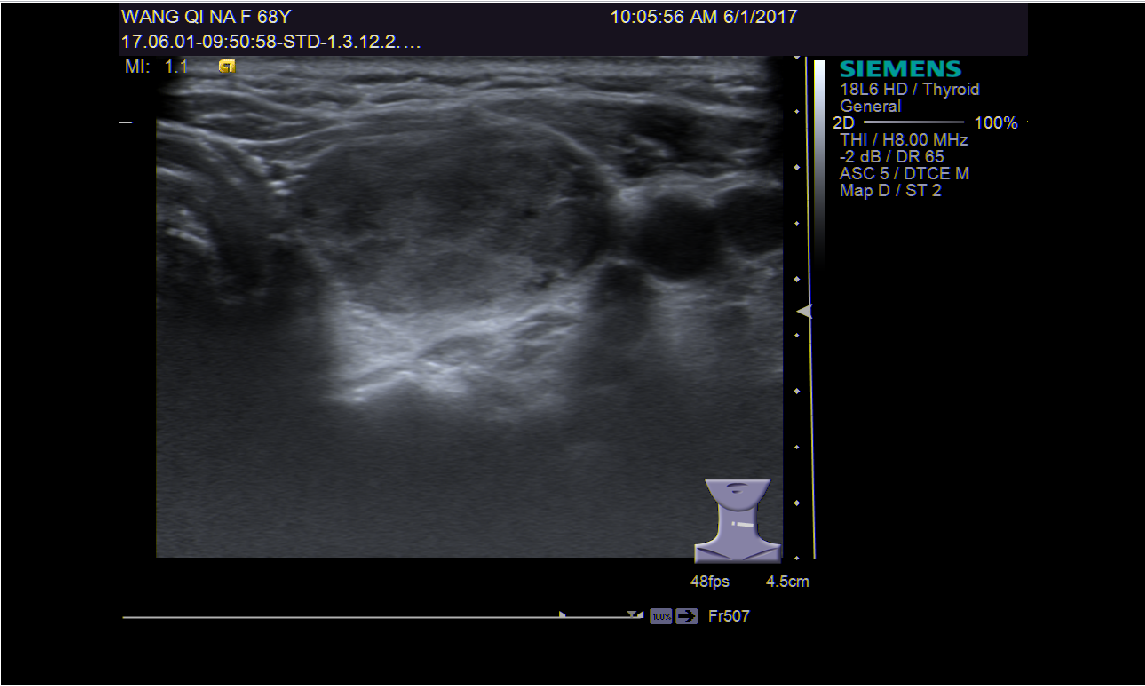 WANG QI NA F 68Y 10:05:56 AM 6/1/2017
17.06.01-09:50:58-STD-1.3.12.2....
MI: 1.1
SIEMENS
18L6 HD / Thyroid
General
2D 100%
THI / H8.00 MHz
-2 dB / DR 65
ASC 5 / DTCE M
Map D / ST 2
48fps 4.5cm
100% Fr507